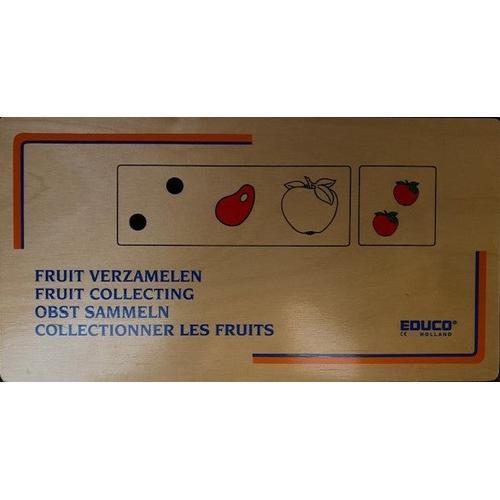 FRUIT VERZAMELEN
FRUIT COLLECTING
OBST SAMMELN
COLLECTIONNER LES FRUITS
EDUCO®
CE HOLLAND